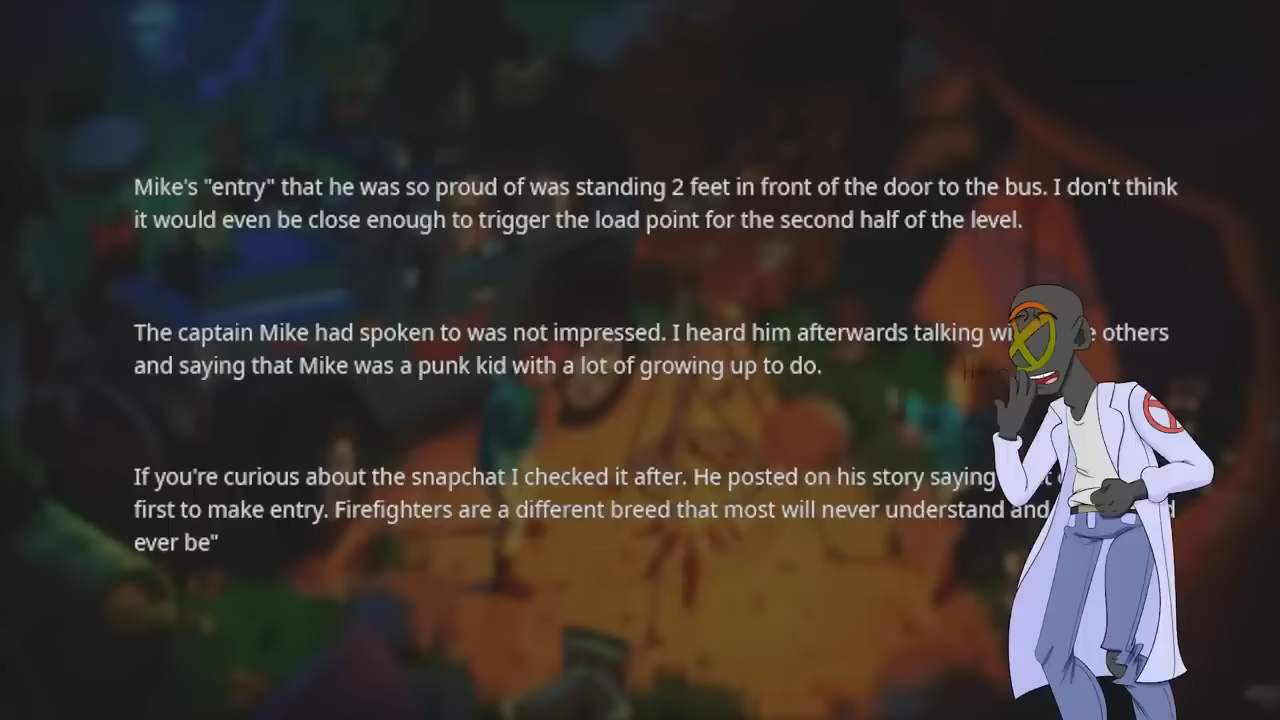 Mike's "entry" that he was so proud of was standing 2 feet in front of the door to the bus. I don't think
it would even be close enough to trigger the load point for the second half of the level.
The captain Mike had spoken to was not impressed. I heard him afterwards talking others
and saying that Mike was a punk kid with a lot of growing up to do.
If you're curious about the snapchat I checked it after. He posted on his story saying
first to make entry. Firefighters are a different breed that most will never understand and
ever be"